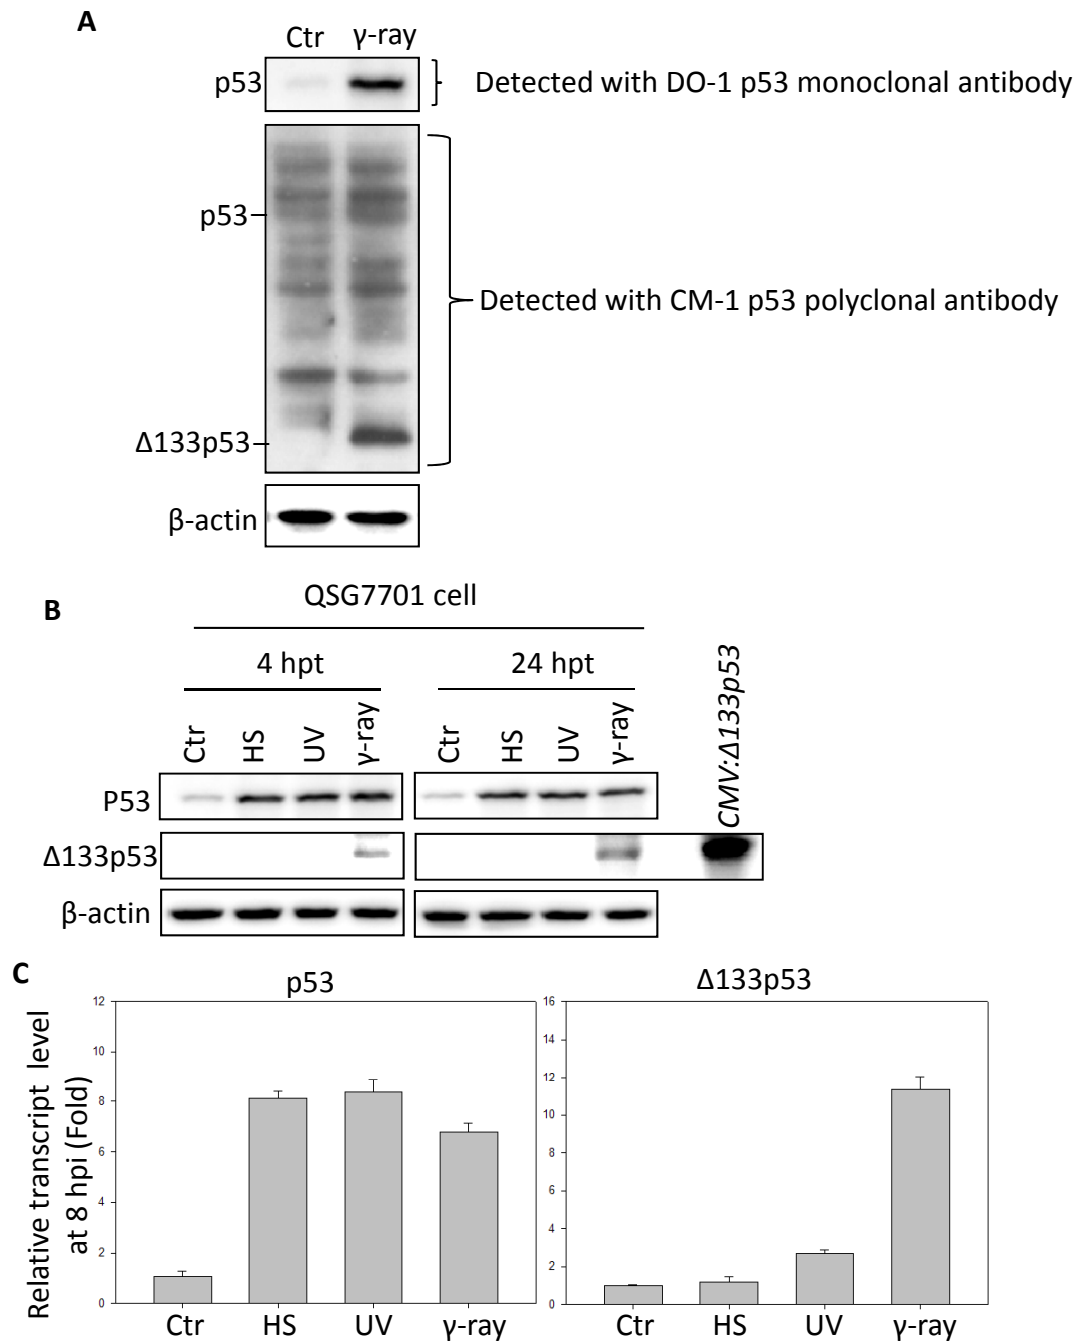 A
Ctr γ-ray
p53 Detected with DO-1 p53 monoclonal antibody
p53
Detected with CM-1 p53 polyclonal antibody
Δ133p53
β-actin
B
QSG7701 cell
4 hpt 24 hpt
Ctr HS UV γ-ray Ctr HS UV γ-ray CMV:Δ133p53
P53
Δ133p53
β-actin
C
p53 Δ133p53
Relative transcript level
at 8 hpi (Fold)
12
10
8
6
4
2
0
Ctr HS UV γ-ray
16
14
12
10
8
6
4
2
0
Ctr HS UV γ-ray